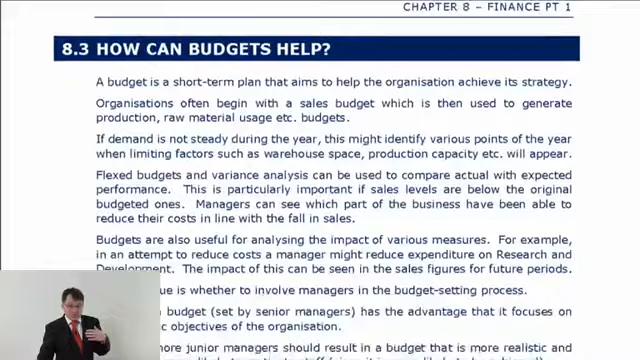 CHAPTER 8 – FINANCE PT 1
8.3 HOW CAN BUDGETS HELP?
A budget is a short-term plan that aims to help the organisation achieve its strategy.
Organisations often begin with a sales budget which is then used to generate
production, raw material usage etc. budgets.
If demand is not steady during the year, this might identify various points of the year
when limiting factors such as warehouse space, production capacity etc. will appear.
Flexed budgets and variance analysis can be used to compare actual with expected
performance. This is particularly important if sales levels are below the original
budgeted ones. Managers can see which part of the business have been able to
reduce their costs in line with the fall in sales.
Budgets are also useful for analysing the impact of various measures. For example,
in an attempt to reduce costs a manager might reduce expenditure on Research and
Development. The impact of this can be seen in the sales figures for future periods.
is whether to involve managers in the budget-setting process.
budget (set by senior managers) has the advantage that it focuses on
objectives of the organisation.
more junior managers should result in a budget that is more realistic and